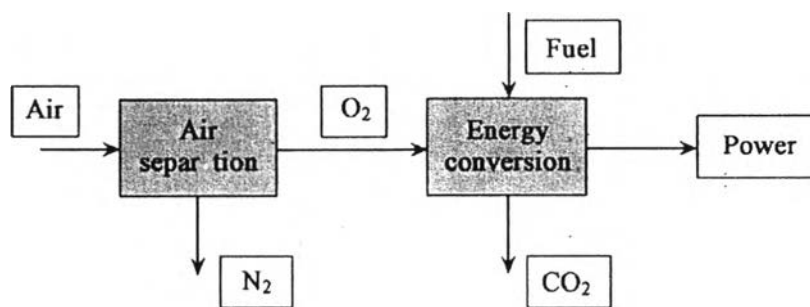 Fuel
Air
Air
separ tion
O₂
Energy
conversion
Power
N₂
CO₂